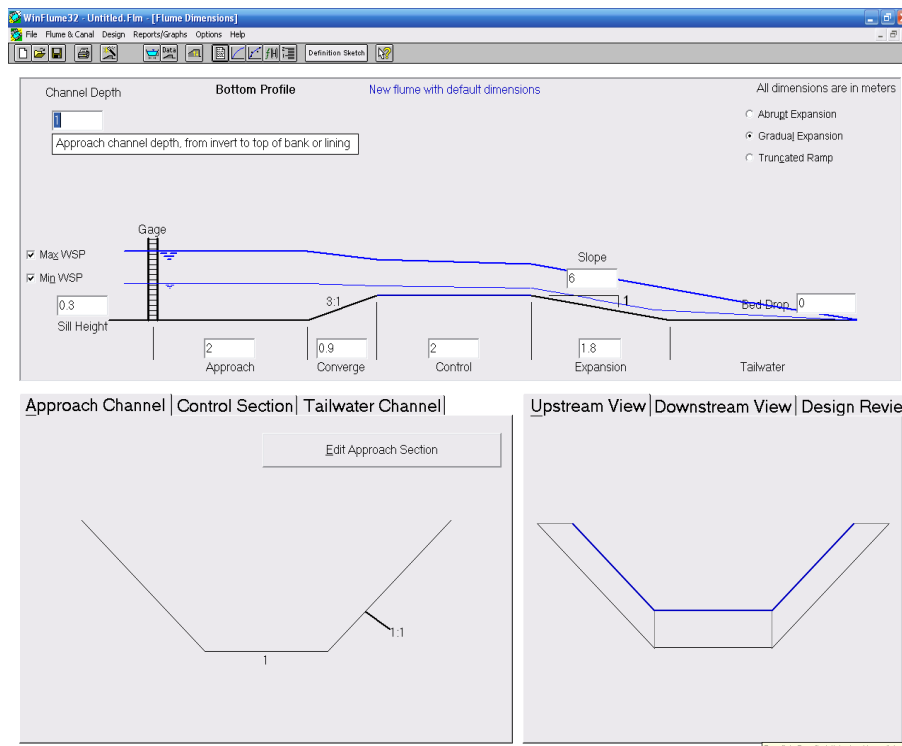 WinFlume32 - Untitled.Flm - [Flume Dimensions]
File Flume & Canal Design Reports/Graphs Options Help
Data fH Definition Sketch
Channel Depth Bottom Profile New flume with default dimensions All dimensions are in meters
1
Approach channel depth, from invert to top of bank or lining
Abrupt Expansion
Gradual Expansion
Truncated Ramp
Gage
Max WSP
Slope
Min WSP
6
0.3 3:1 1 Bed Drop 0
Sill Height
2 0.9 2 1.8
Approach Converge Control Expansion Tailwater
Approach Channel Control Section Tailwater Channel Upstream View Downstream View Design Revie
Edit Approach Section
1:1
1